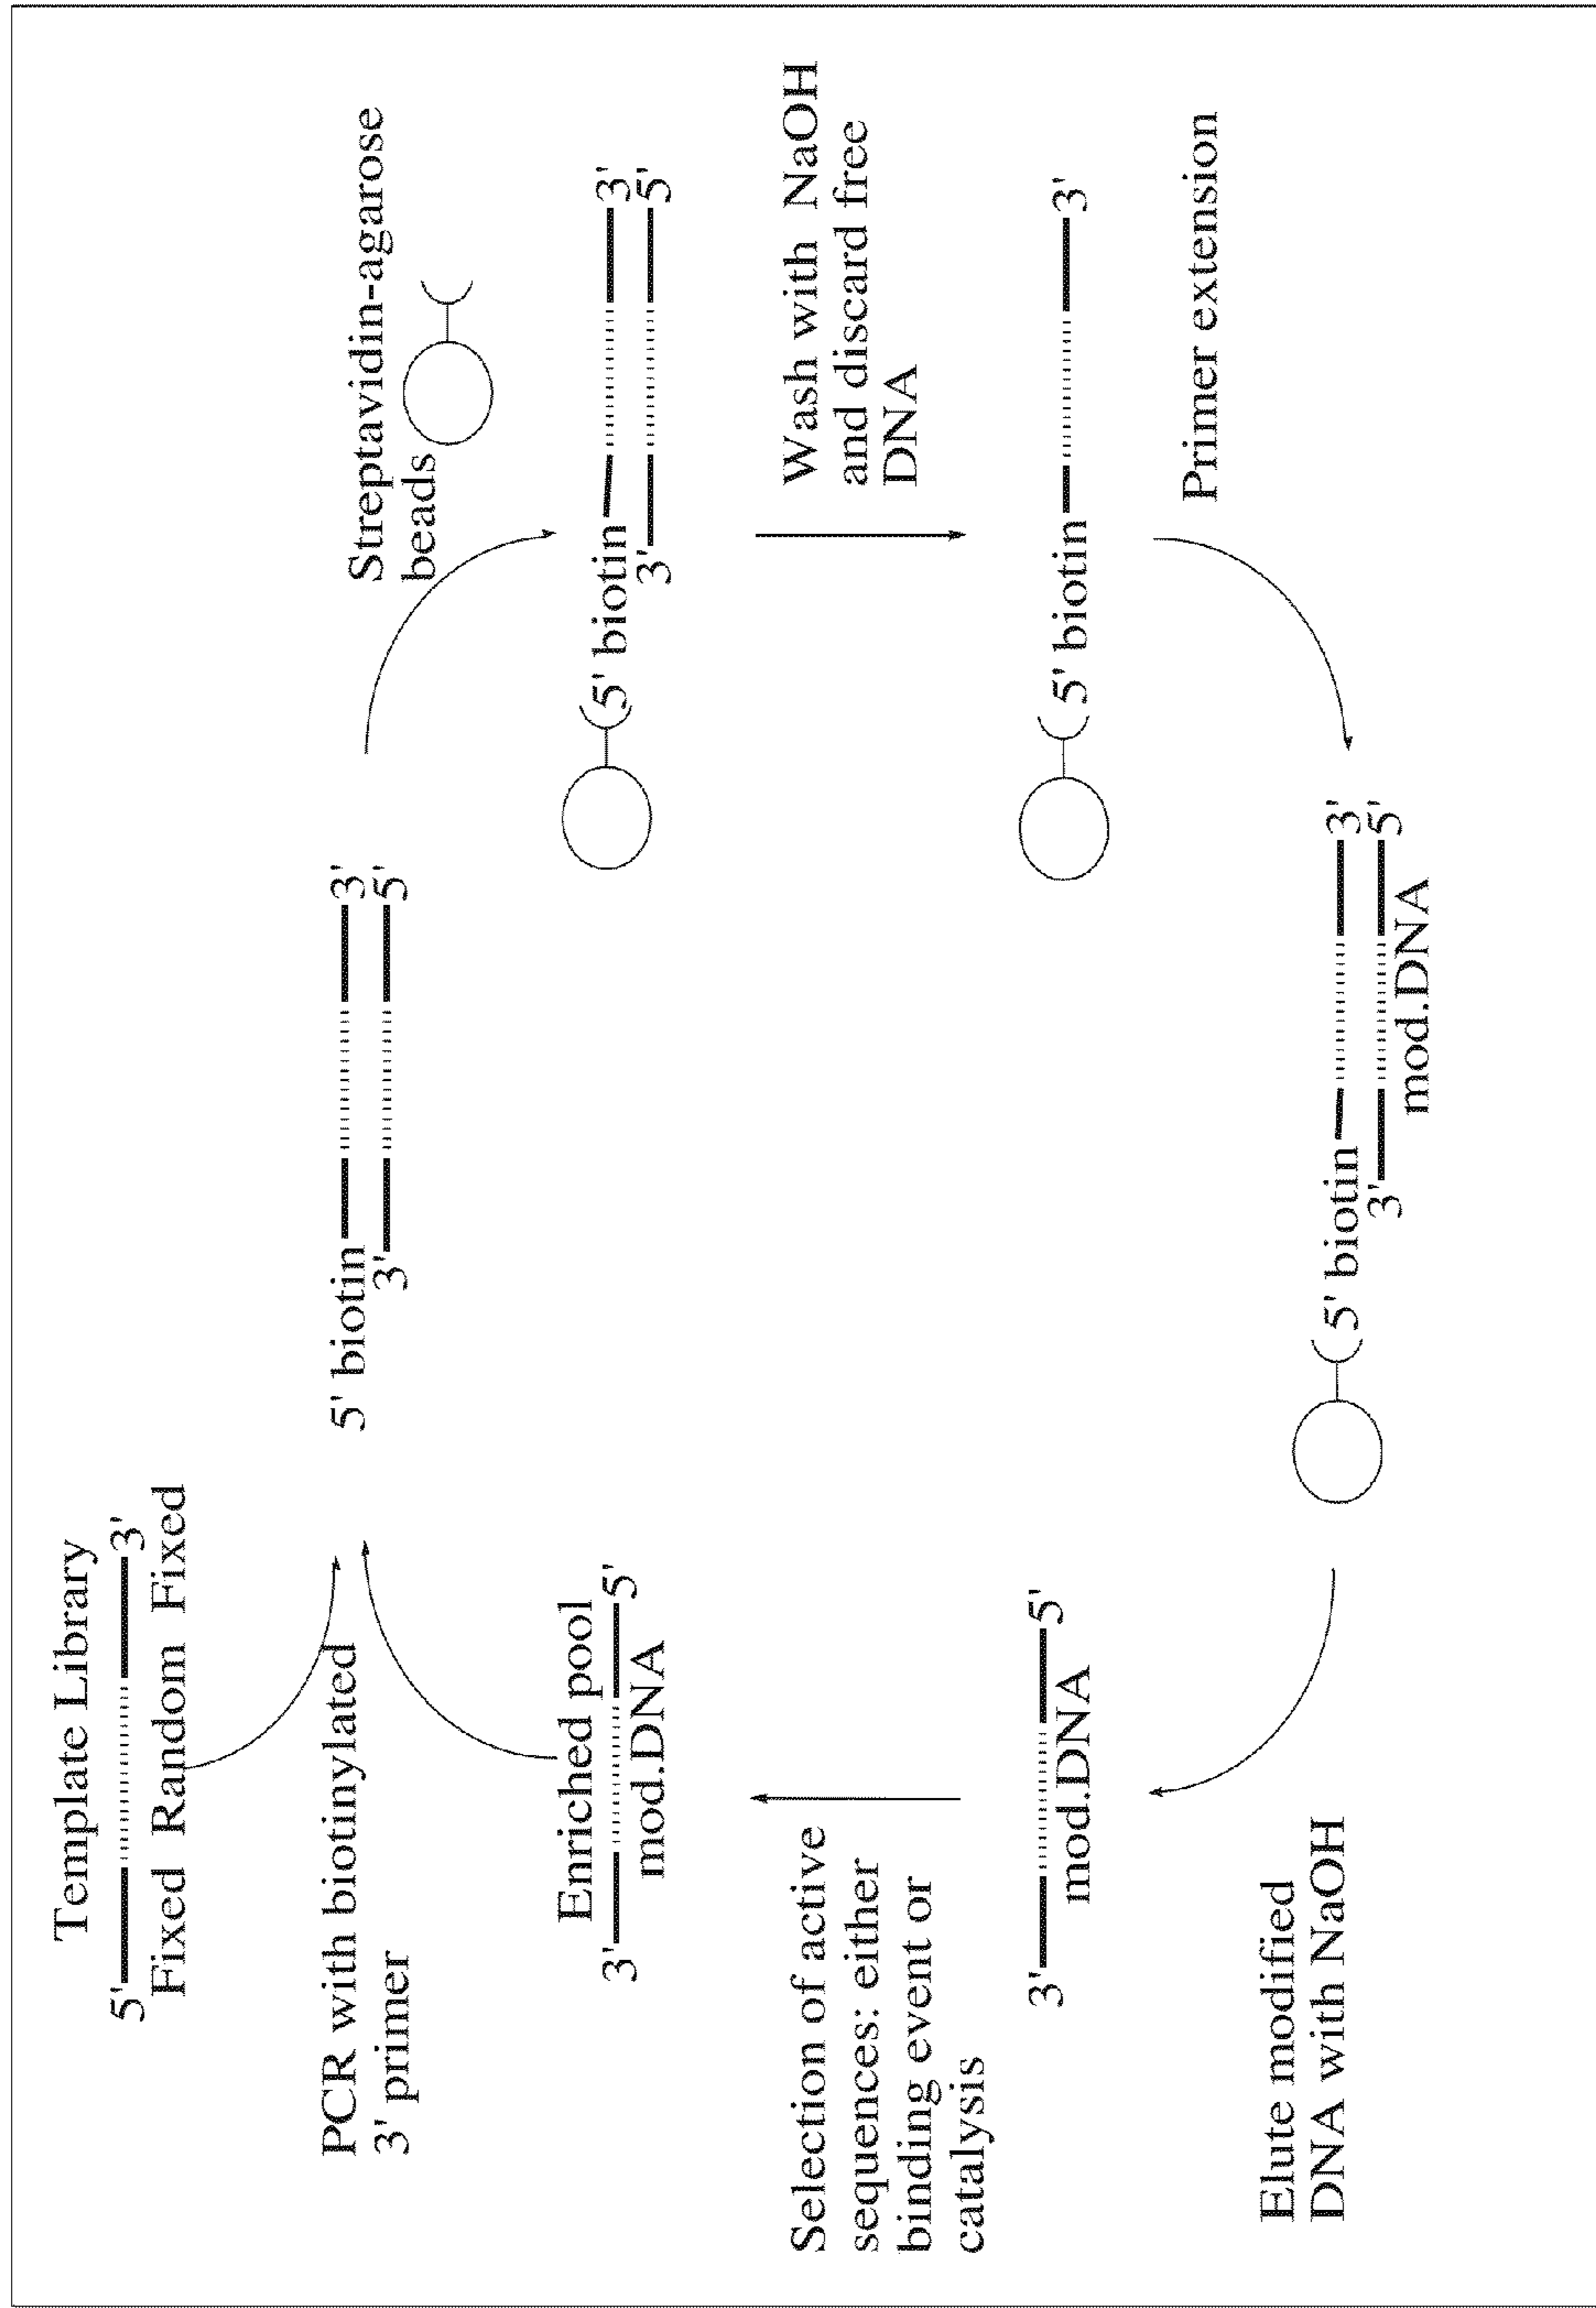 Template Library
5' 3'
Fixed Random Fixed
PCR with biotinylated
3' primer
5' biotin 3'
3' 5'
Streptavidin-agarose
beads
5' biotin 3'
3' 5'
Wash with NaOH
and discard free
DNA
5' biotin 3'
Primer extension
5' biotin 3'
3' 5'
mod.DNA
Elute modified
DNA with NaOH
3' 5'
mod.DNA
Selection of active
sequences: either
binding event or
catalysis
Enriched pool
3' 5'
mod.DNA